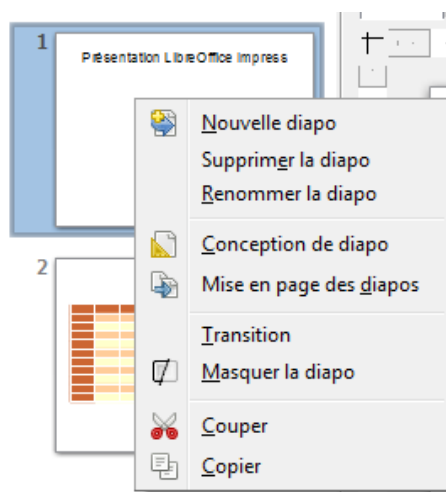 1
Présentation LibreOffice Impress
Nouvelle diapo
Supprimer la diapo
Renommer la diapo
Conception de diapo
2
Mise en page des diapos
Transition
Masquer la diapo
Couper
Copier